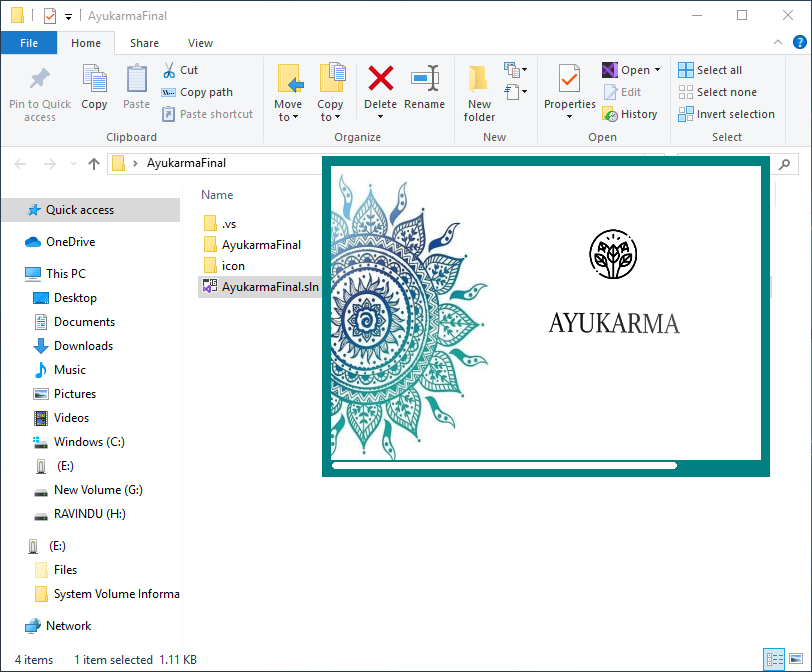 AyukarmaFinal
File Home Share View
Pin to Quick access
Copy
Paste
Cut
Copy path
Paste shortcut
Clipboard
Move to
Copy to
Delete
Rename
Organize
New folder
New
Properties
Open
Edit
History
Open
Select all
Select none
Invert selection
Select
AyukarmaFinal
Name
.vs
AyukarmaFinal
icon
AyukarmaFinal.sln
AYUKARMA
Quick access
OneDrive
This PC
Desktop
Documents
Downloads
Music
Pictures
Videos
Windows (C:)
(E:)
New Volume (G:)
RAVINDU (H:)
(E:)
Files
System Volume Informa
Network
4 items 1 item selected 1.11 KB